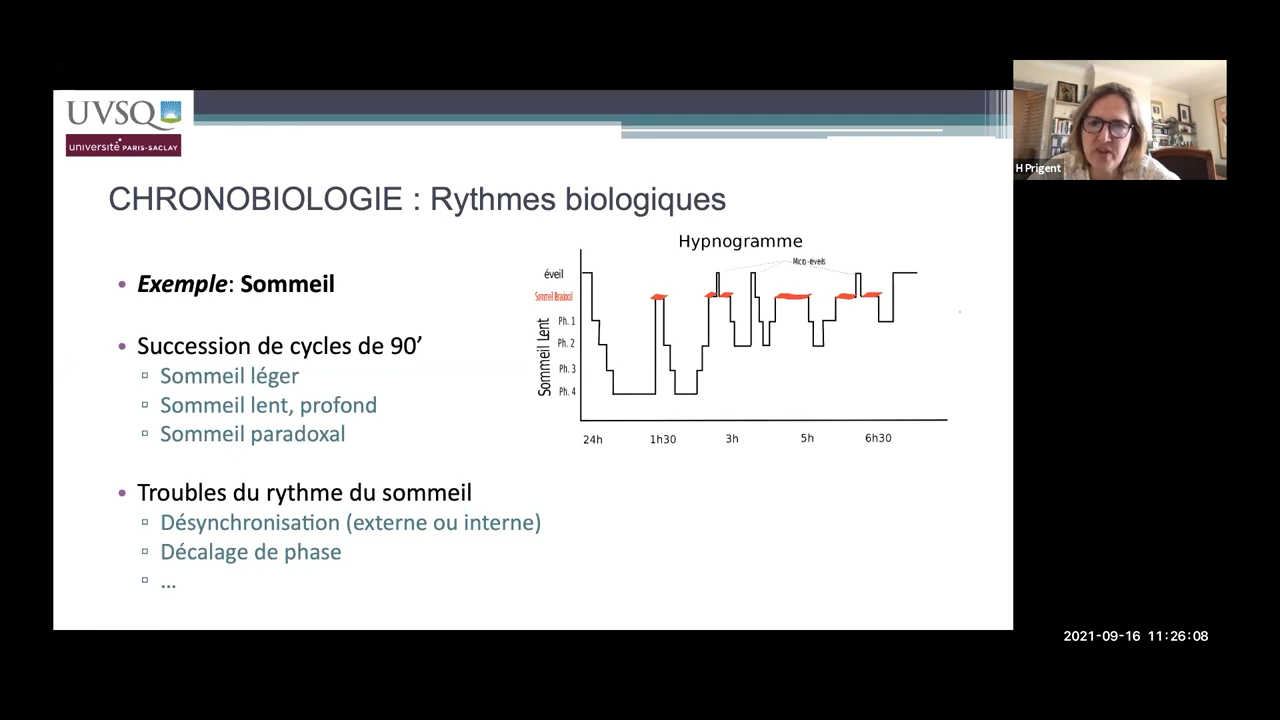 UVSQ
université PARIS-SACLAY
H Prigent
CHRONOBIOLOGIE : Rythmes biologiques
• Exemple: Sommeil
• Succession de cycles de 90’
Sommeil léger
Sommeil lent, profond
Sommeil paradoxal
• Troubles du rythme du sommeil
Désynchronisation (externe ou interne)
Décalage de phase
...
Hypnogramme
Micro-éveils
éveil
Sommeil Paradoxal
Sommeil Lent
Ph. 1
Ph. 2
Ph. 3
Ph. 4
24h 1h30 3h 5h 6h30
2021-09-16 11:26:08